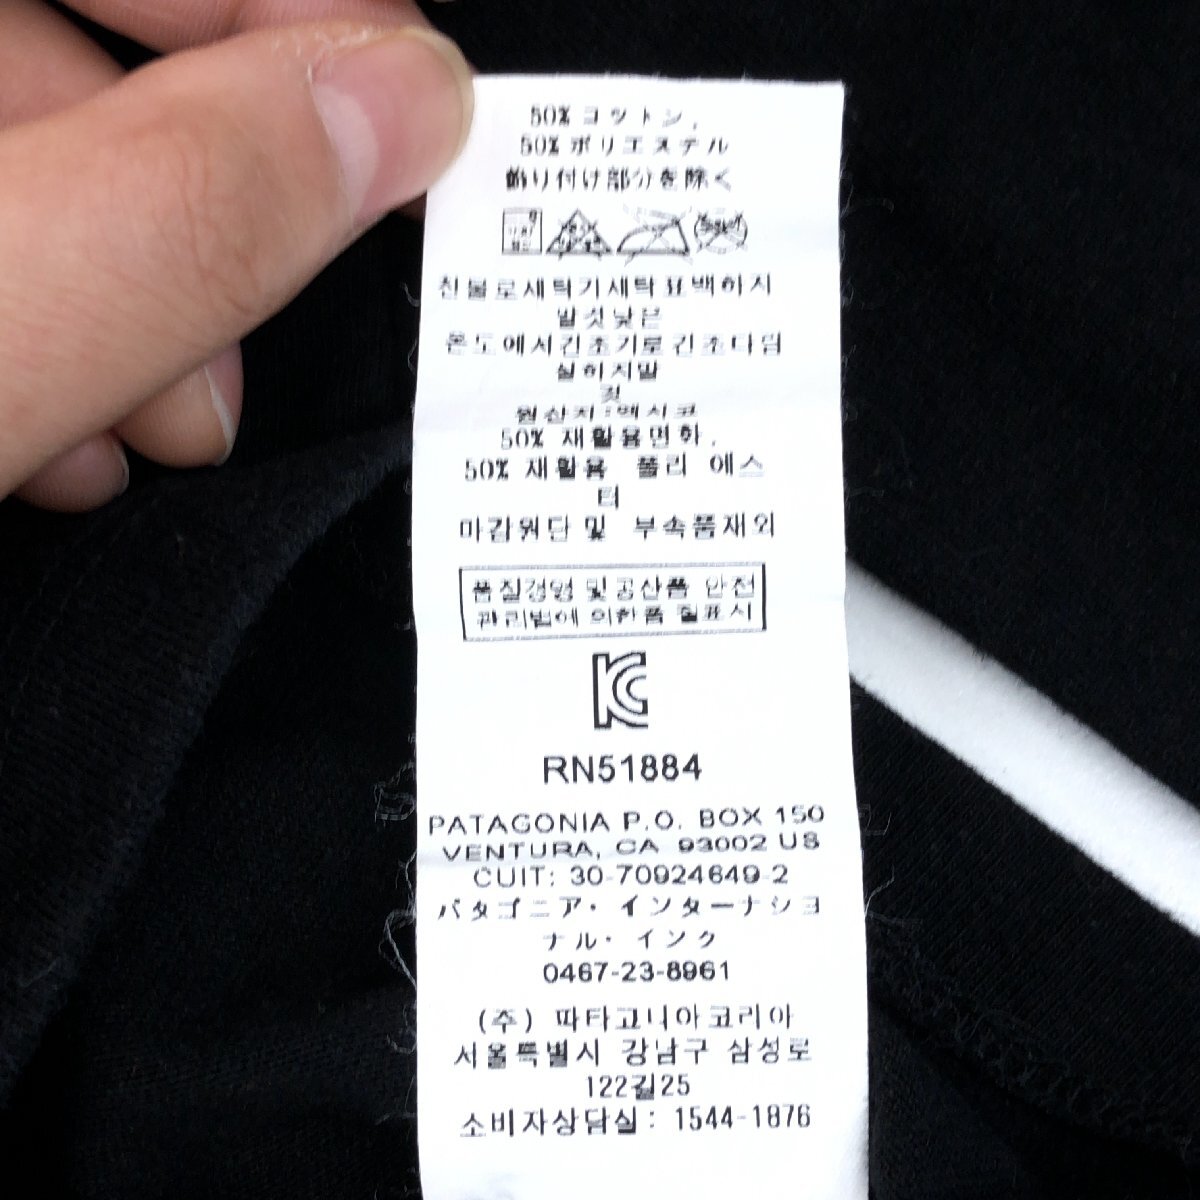 50% コットン,
50% ポリエステル
飾り付け部分を除く
찬물로세탁기세탁표백하지
말것낮은
온도에서건조기로건조다림
질하지말
것
원산지:멕시코
50% 재활용면화,
50% 재활용 폴리 에스
터
마감원단 및 부속품제외
품질경영 및공산품 안전
관리법에 의한품 질표시
RN51884
PATAGONIA P.O. BOX 150
VENTURA, CA 93002 US
CUIT: 30-70924649-2
パタゴニア・インターナショ
ナル・インク
0467-23-8961
(주) 파타고니아코리아
서울특별시 강남구 삼성로
122길25
소비자상담실: 1544-1876